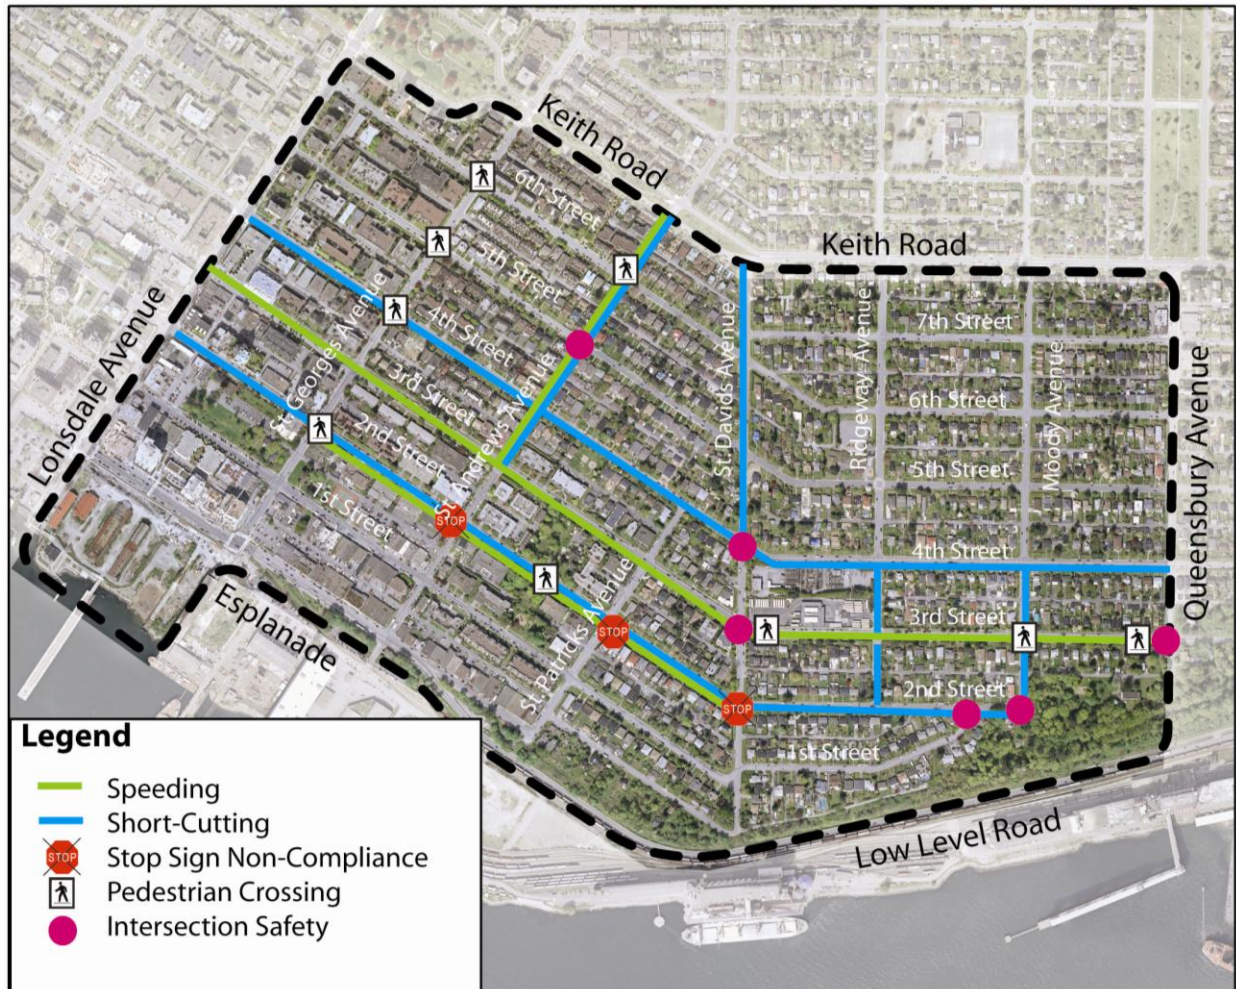 Keith Road
6th Street
5th Street
Keith Road
4th Street
3rd Street
2nd Street
1st Street
Lonsdale Avenue
St. Georges Avenue
St. Andrews Avenue
St. Patricks Avenue
St. Davids Avenue
Ridgeway Avenue
Moody Avenue
Queensbury Avenue
7th Street
6th Street
5th Street
4th Street
3rd Street
2nd Street
1st Street
STOP
STOP
STOP
Esplanade
Low Level Road
Legend
Speeding
Short-Cutting
STOP Stop Sign Non-Compliance
Pedestrian Crossing
Intersection Safety